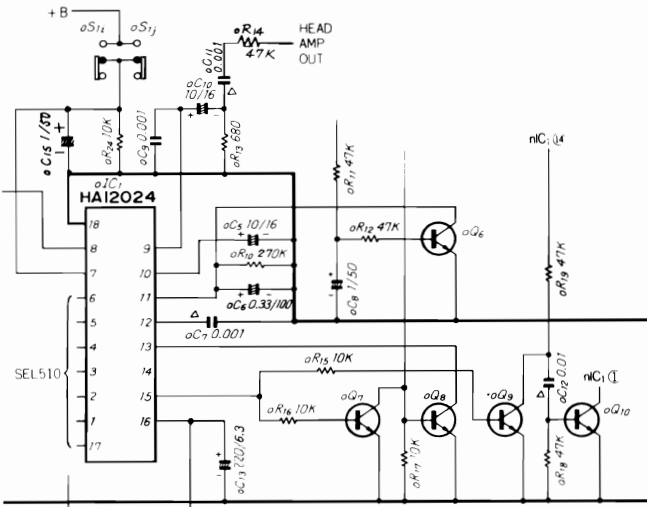 +B
oS1i oS1j
oR14
47K
HEAD
AMP
OUT
oC11
0.001
△
oC10
10/16
+ -
oC15 1/50
+
-
oR24 10K
oC9 0.001
oR13 680
oR11 47K
nIC1 ⑭
oIC1
HA12024
18
8
7
6
5
4
3
2
1
17
9
10
11
12
13
14
15
16
SEL510
oC5 10/16
+ -
oR10 270K
+ -
oC6 0.33/100
△
oC7 0.001
oR12 47K
oQ6
+
-
oC8 1/50
oR19 47K
oR15 10K
oR16 10K
oQ7
oQ8
oQ9
oC12 0.01
△
nIC1 ①
oQ10
+
-
oC13 220/6.3
oR17 10K
oR18 47K